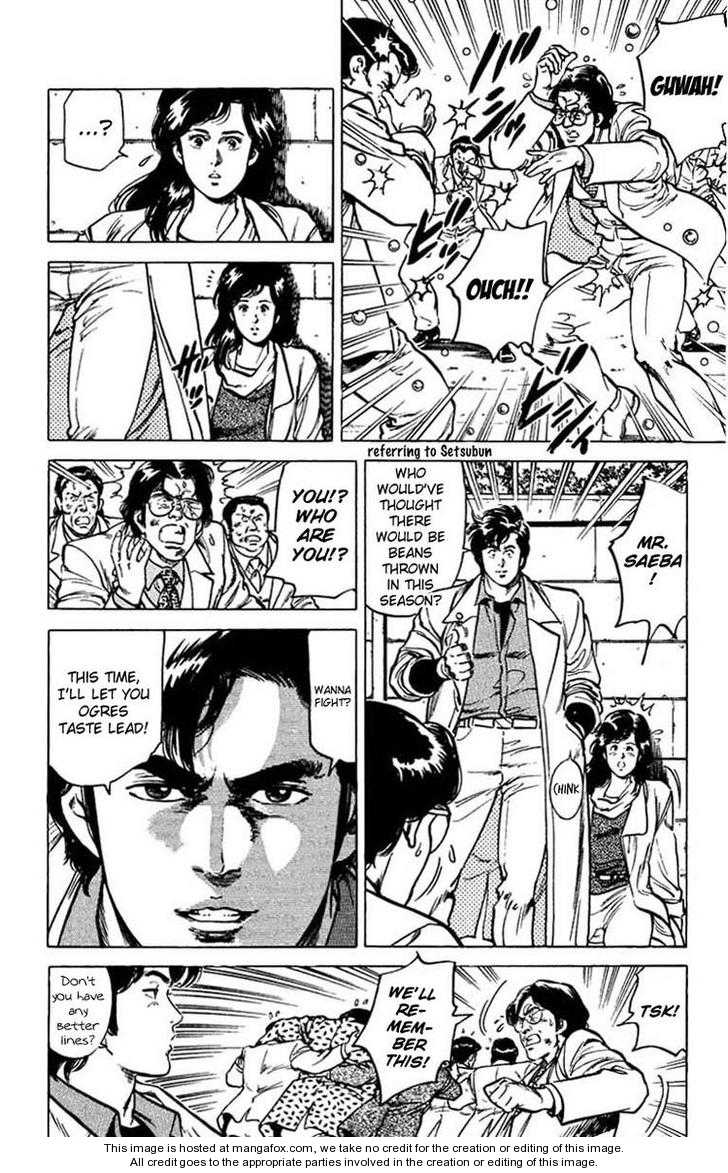 GUWAH!
OUCH!!
...?
ガッ
referring to Setsubun
MR.
SAEBA
!
WHO
WOULD'VE
THOUGHT
THERE
WOULD BE
BEANS
THROWN
IN THIS
SEASON?
CHINK
YOU!?
WHO
ARE
YOU!?
WANNA
FIGHT?
THIS TIME,
I'LL LET YOU
OGRES
TASTE LEAD!
TSK!
WE'LL
RE-
MEM-
BER
THIS!
Don't
you have
any
better
lines?
This image is hosted at mangafox.com, we take no credit for the creation or editing of this image.
All credit goes to the appropriate parties involved in the creation or editing of this image.